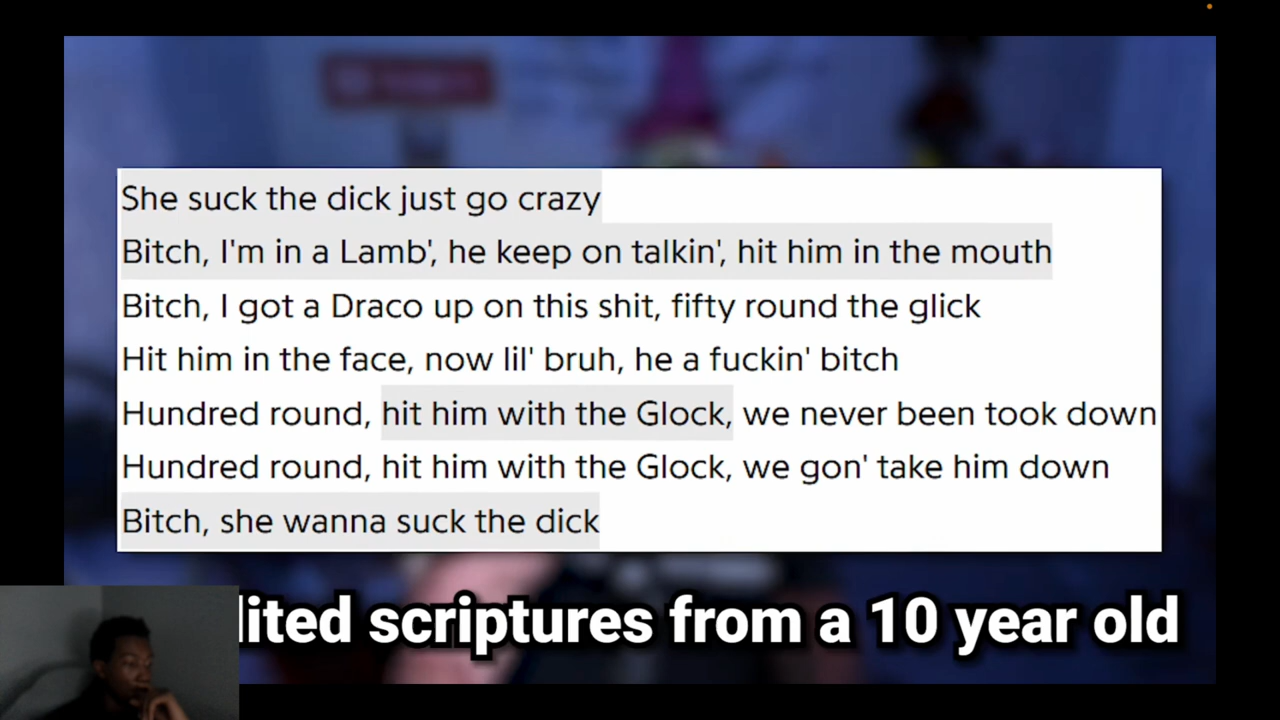 She suck the dick just go crazy
Bitch, I'm in a Lamb', he keep on talkin', hit him in the mouth
Bitch, I got a Draco up on this shit, fifty round the glick
Hit him in the face, now lil' bruh, he a fuckin' bitch
Hundred round, hit him with the Glock, we never been took down
Hundred round, hit him with the Glock, we gon' take him down
Bitch, she wanna suck the dick
scriptures from a 10 year old